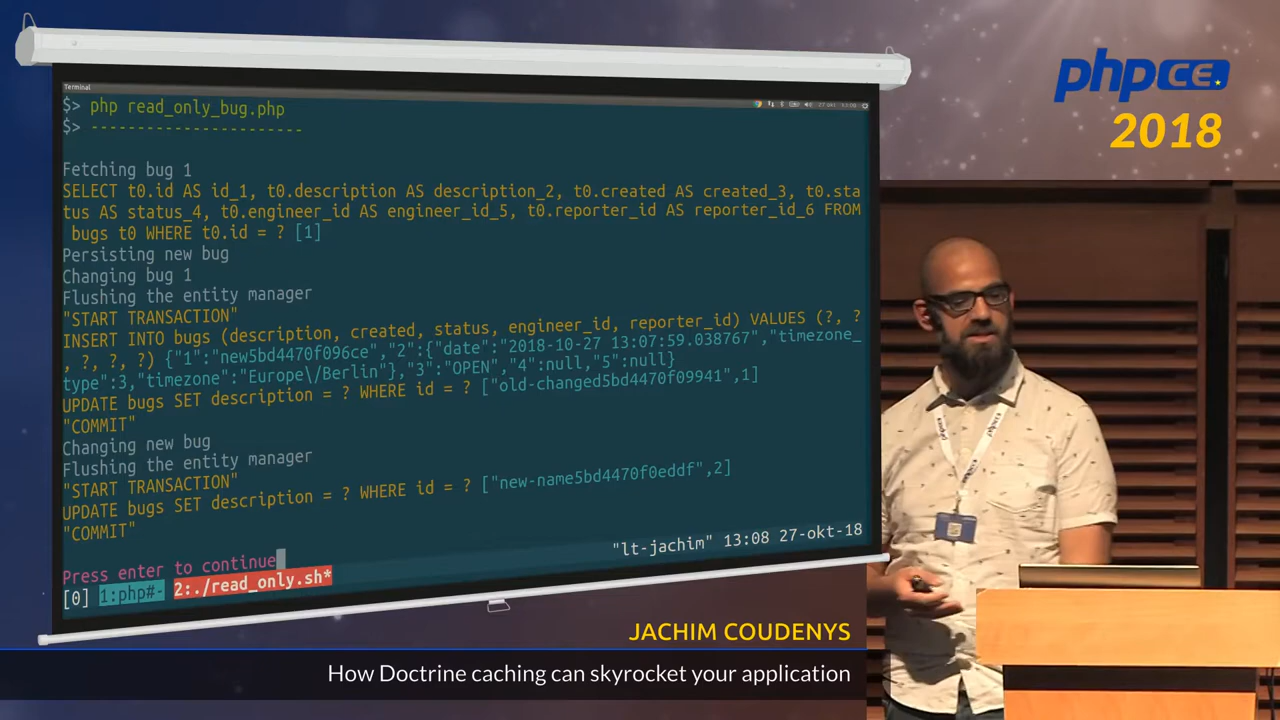 Terminal
27 okt 13:08
$> php read_only_bug.php
$> -----------------------
Fetching bug 1
SELECT t0.id AS id_1, t0.description AS description_2, t0.created AS created_3, t0.sta
tus AS status_4, t0.engineer_id AS engineer_id_5, t0.reporter_id AS reporter_id_6 FROM
bugs t0 WHERE t0.id = ? [1]
Persisting new bug
Changing bug 1
Flushing the entity manager
"START TRANSACTION"
INSERT INTO bugs (description, created, status, engineer_id, reporter_id) VALUES (?, ?
, ?, ?, ?) {"1":"new5bd4470f096ce","2":{"date":"2018-10-27 13:07:59.038767","timezone_
type":3,"timezone":"Europe\/Berlin"},"3":"OPEN","4":null,"5":null}
UPDATE bugs SET description = ? WHERE id = ? ["old-changed5bd4470f09941",1]
"COMMIT"
Changing new bug
Flushing the entity manager
"START TRANSACTION"
UPDATE bugs SET description = ? WHERE id = ? ["new-name5bd4470f0eddf",2]
"COMMIT"
Press enter to continue
[0] 1:php#- 2:./read_only.sh* "lt-jachim" 13:08 27-okt-18
phpce
2018
JACHIM COUDENYS
How Doctrine caching can skyrocket your application